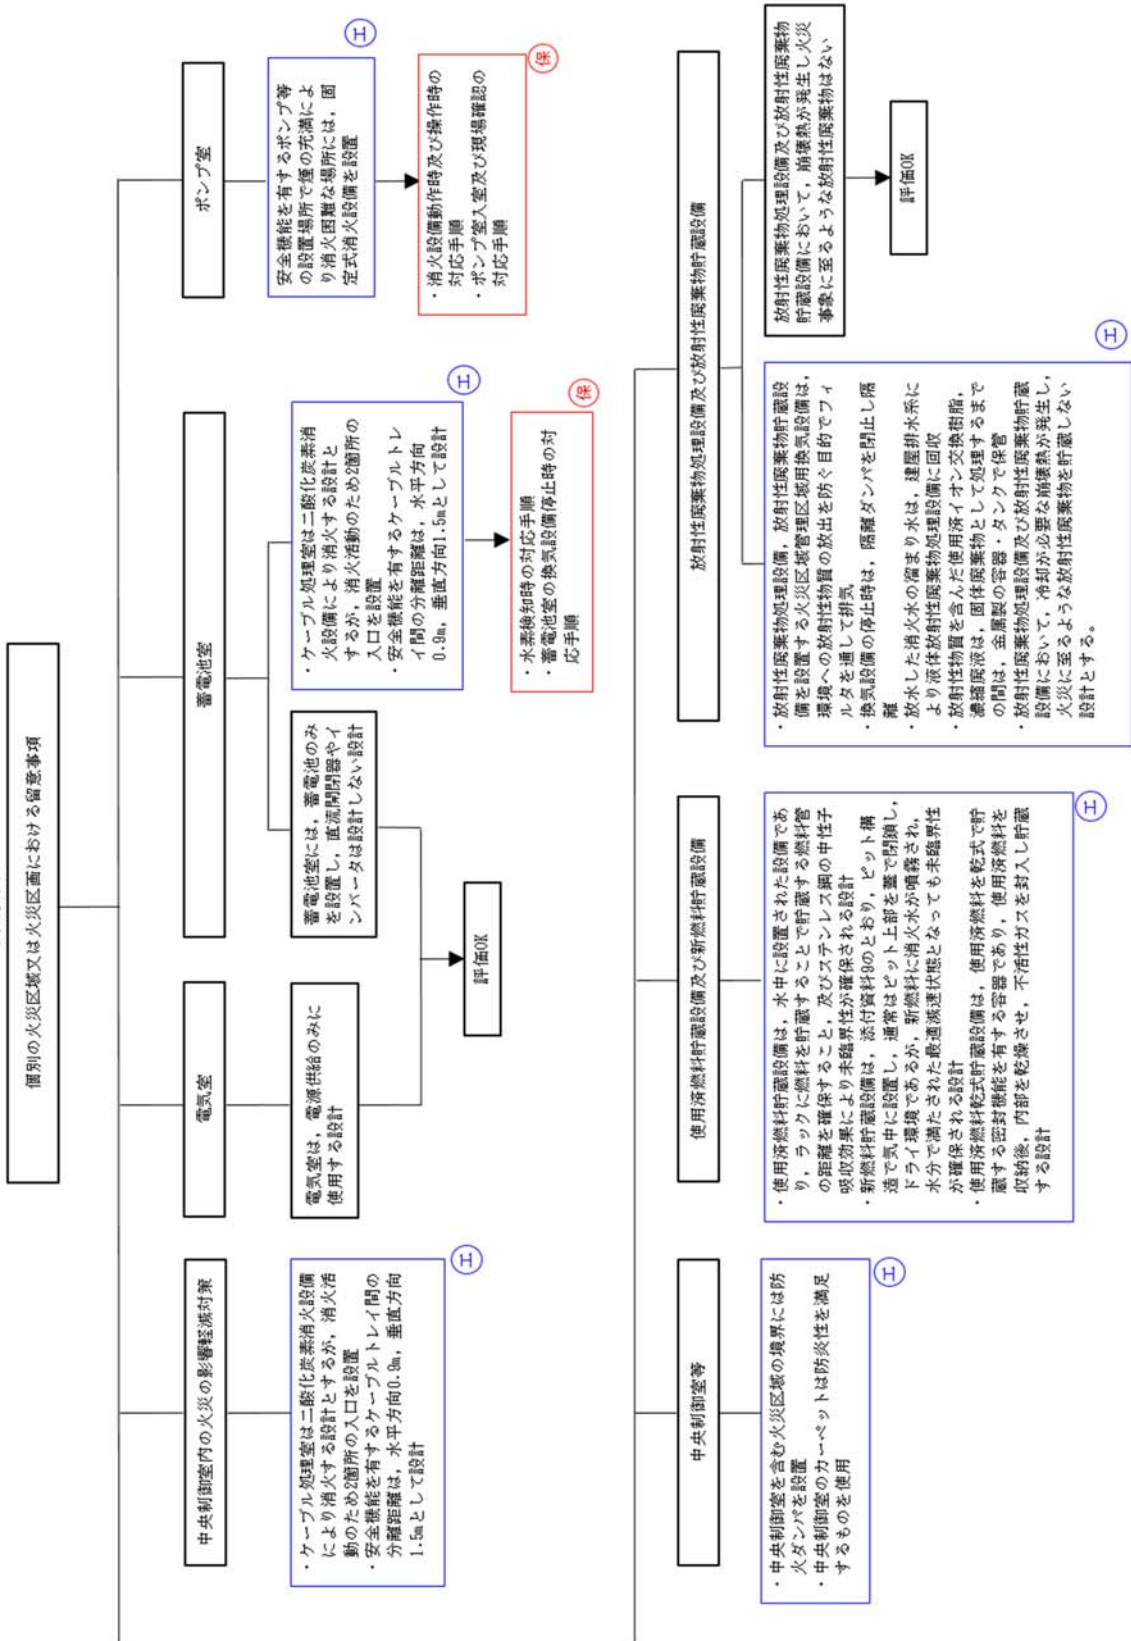 個別の火災区域又は火災区画における留意事項
中央制御室内の火災の影響軽減対策
・ケーブル処理室は二酸化炭素消火設備
により消火する設計とするが，消火活
動のため2箇所の入口を設置
・安全機能を有するケーブルトレイ間の
分離距離は，水平方向0.9m，垂直方向
1.5mとして設計
エ
電気室
電気室は，電源供給のみに
使用する設計
蓄電池室
蓄電池室には，蓄電池のみ
を設置し，直流開閉器やイ
ンバータは設計しない設計
評価OK
・ケーブル処理室は二酸化炭素消
火設備により消火する設計と
するが，消火活動のため2箇所の
入口を設置
・安全機能を有するケーブルトレ
イ間の分離距離は，水平方向
0.9m，垂直方向1.5mとして設計
エ
・水素検知時の対応手順
・蓄電池室の換気設備停止時の対
応手順
保
ポンプ室
安全機能を有するポンプ等
の設置場所で煙の充満によ
り消火困難な場所には，固
定式消火設備を設置
エ
・消火設備動作時及び操作時の
対応手順
・ポンプ室入室及び現場確認の
対応手順
保
中央制御室等
・中央制御室を含む火災区域の境界には防
火ダンパを設置
・中央制御室のカーペットは防炎性を満足
するものを使用
エ
使用済燃料貯蔵設備及び新燃料貯蔵設備
・使用済燃料貯蔵設備は，水中に設置された設備であ
り，ラックに燃料を貯蔵することで貯蔵する燃料管
の距離を確保すること，及びステンレス鋼の中性子
吸収効果により未臨界性が確保される設計
・新燃料貯蔵設備は，添付資料9のとおり，ピット構
造で気中に設置し，通常はピット上部を蓋で閉鎖し，
ドライ環境であるが，新燃料に消火水が噴霧され，
水分で満たされた最適減速状態となっても未臨界性
が確保される設計
・使用済燃料乾式貯蔵設備は，使用済燃料を乾式で貯
蔵する密封機能を有する容器であり，使用済燃料を
収納後，内部を乾燥させ，不活性ガスを封入し貯蔵
する設計
エ
放射性廃棄物処理設備及び放射性廃棄物貯蔵設備
・放射性廃棄物処理設備，放射性廃棄物貯蔵設
備を設置する火災区域管理区域用換気設備は，
環境への放射性物質の放出を防ぐ目的でフィ
ルタを通して排気
・換気設備の停止時は，隔離ダンパを閉止し隔
離
・放水した消火水の溜まり水は，建屋排水系に
より液体放射性廃棄物処理設備に回収
・放射性物質を含んだ使用済イオン交換樹脂，
濃縮廃液は，固体廃棄物として処理するまで
の間は，金属製の容器・タンクで保管
・放射性廃棄物処理設備及び放射性廃棄物貯蔵
設備において，冷却が必要な崩壊熱が発生し，
火災に至るような放射性廃棄物を貯蔵しない
設計とする。
エ
放射性廃棄物処理設備及び放射性廃棄物
貯蔵設備において，崩壊熱が発生し火災
事象に至るような放射性廃棄物はない
評価OK